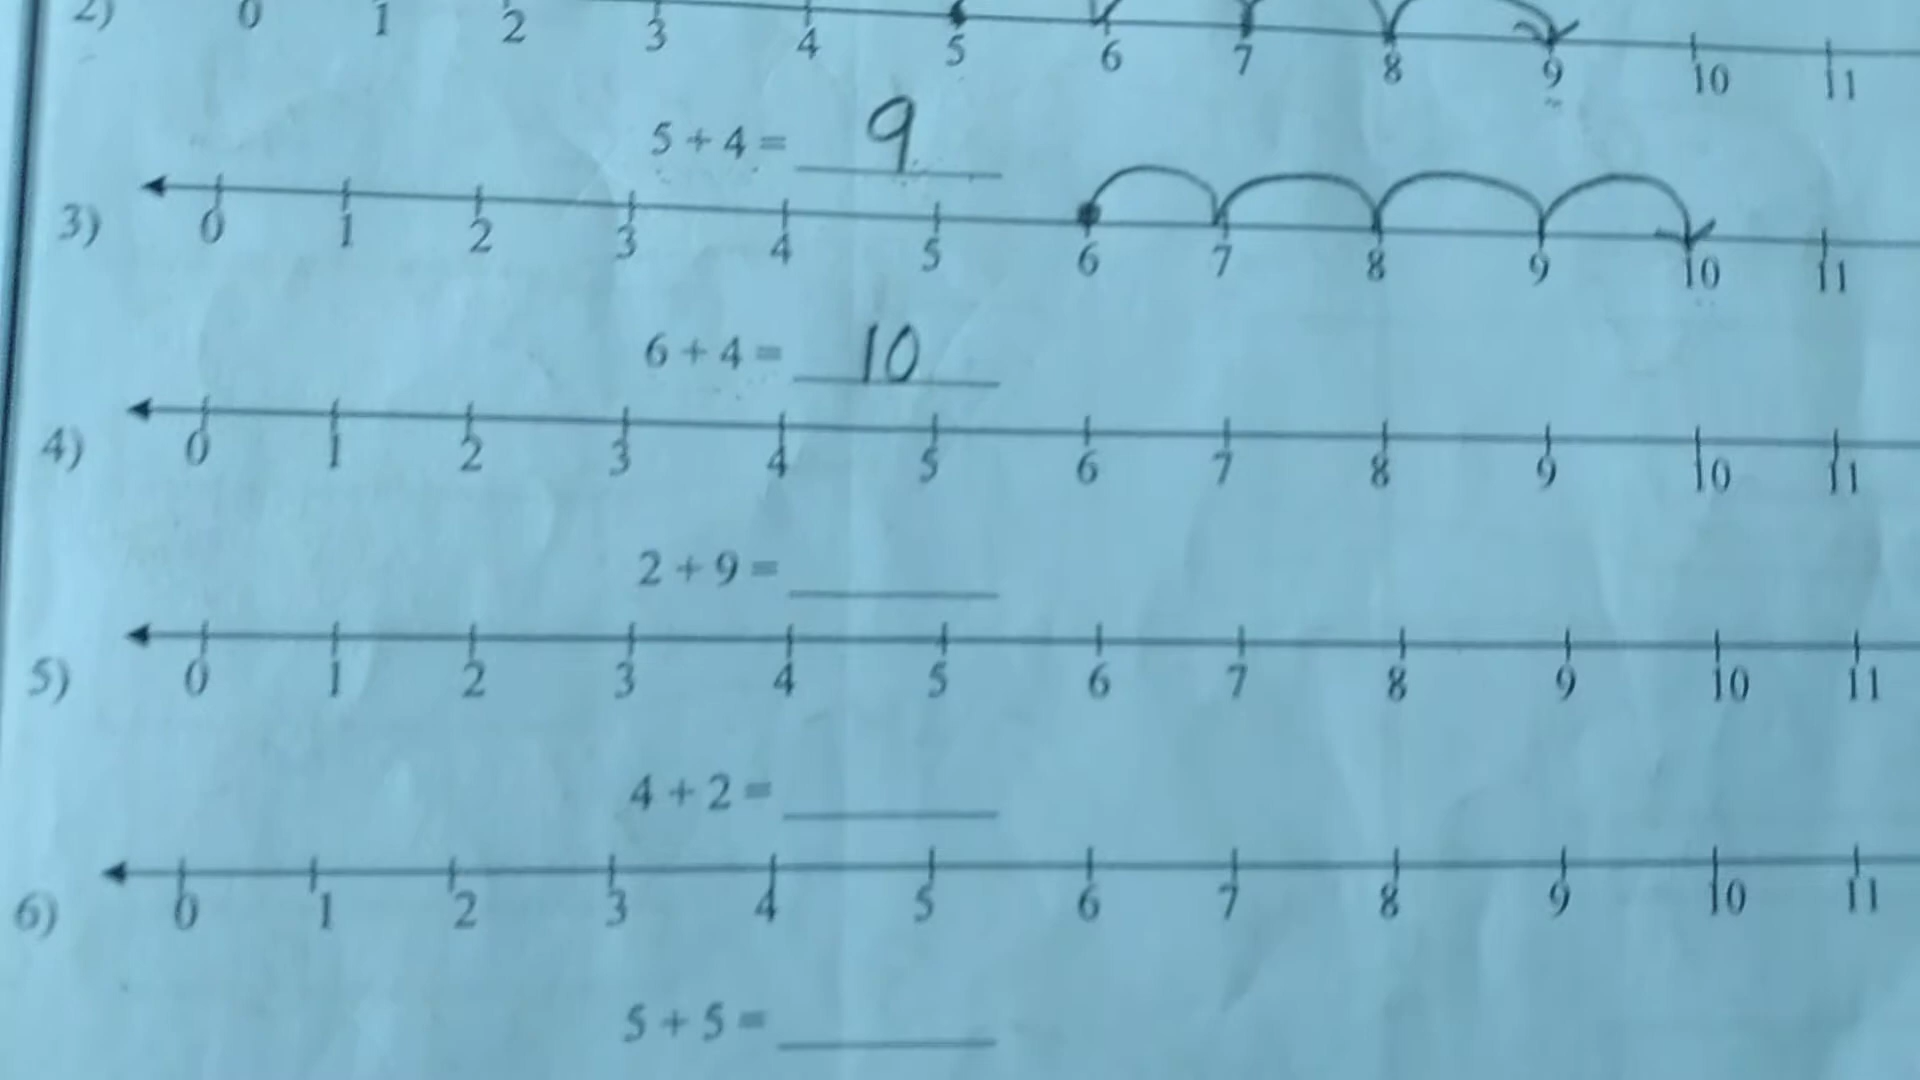 2) 0 1 2 3 4 5 6 7 8 9 10 11
5 + 4 = 9
3) 0 1 2 3 4 5 6 7 8 9 10 11
6 + 4 = 10
4) 0 1 2 3 4 5 6 7 8 9 10 11
2 + 9 =
5) 0 1 2 3 4 5 6 7 8 9 10 11
4 + 2 =
6) 0 1 2 3 4 5 6 7 8 9 10 11
5 + 5 =